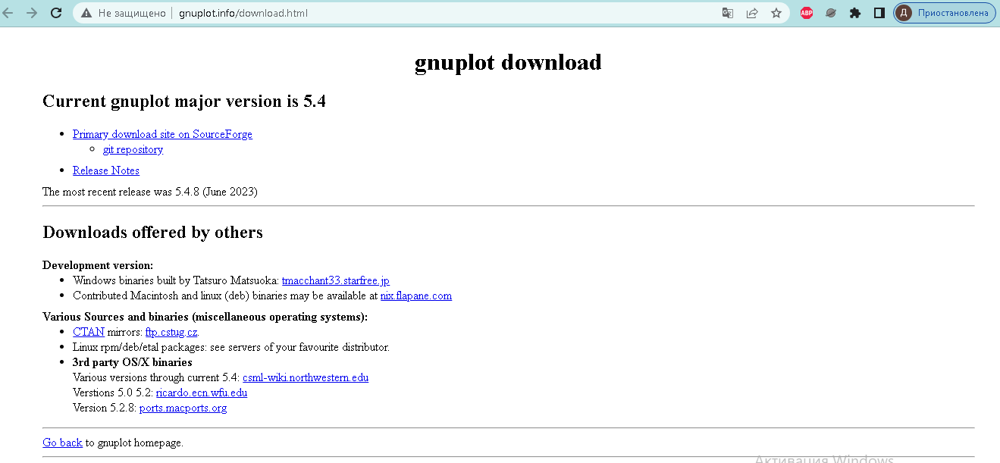 Не защищено | gnuplot.info/download.html
ABP
Д Приостановлена
gnuplot download
Current gnuplot major version is 5.4
Primary download site on SourceForge
git repository
Release Notes
The most recent release was 5.4.8 (June 2023)
Downloads offered by others
Development version:
Windows binaries built by Tatsuro Matsuoka: tmacchant33.starfree.jp
Contributed Macintosh and linux (deb) binaries may be available at nix.flapane.com
Various Sources and binaries (miscellaneous operating systems):
CTAN mirrors: ftp.cstug.cz.
Linux rpm/deb/etal packages: see servers of your favourite distributor.
3rd party OS/X binaries
Various versions through current 5.4: csml-wiki.northwestern.edu
Verstions 5.0 5.2: ricardo.ecn.wfu.edu
Version 5.2.8: ports.macports.org
Go back to gnuplot homepage.
Активация Windows